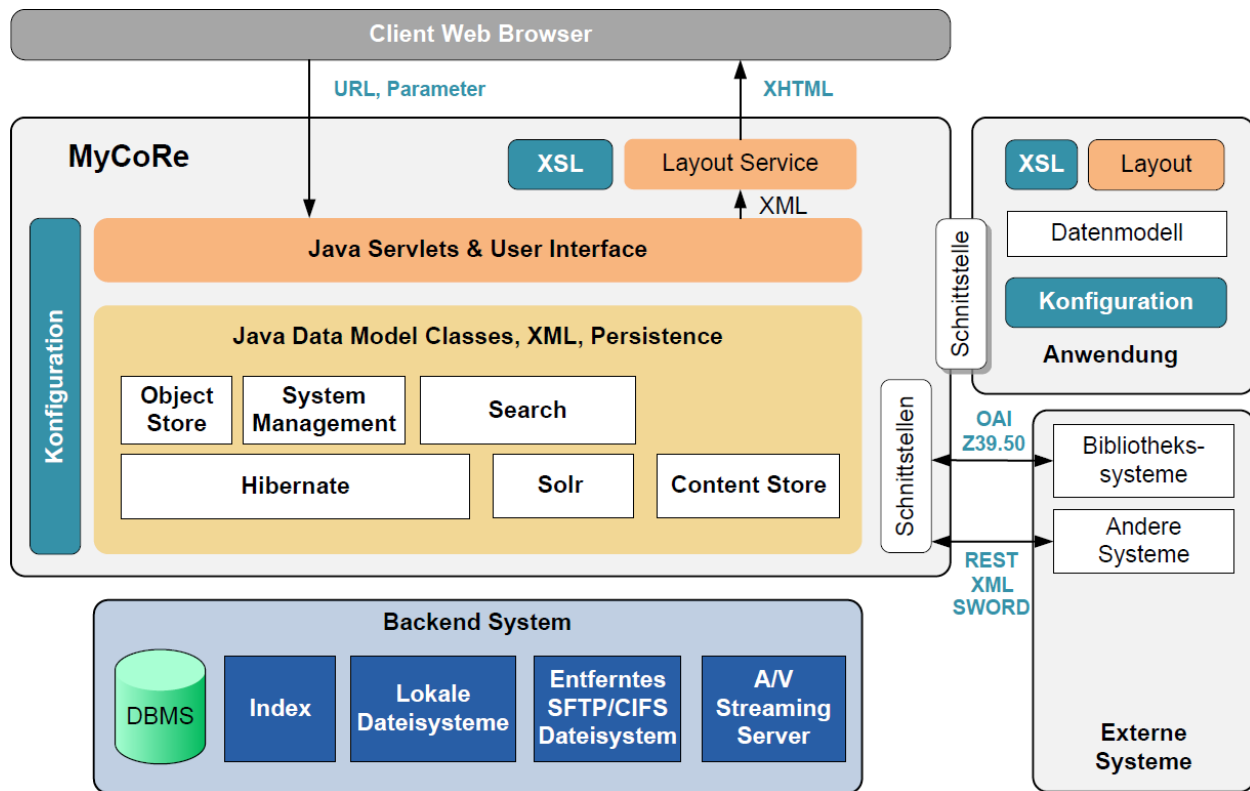 Client Web Browser
URL, Parameter
XHTML
MyCoRe
XSL
Layout Service
XML
Java Servlets & User Interface
Konfiguration
Java Data Model Classes, XML, Persistence
Object
Store
System
Management
Search
Hibernate
Solr
Content Store
Schnittstelle
Schnittstellen
XSL
Layout
Datenmodell
Konfiguration
Anwendung
OAI
Z39.50
Bibliotheks-
systeme
REST
XML
SWORD
Andere
Systeme
Externe
Systeme
Backend System
DBMS
Index
Lokale
Dateisysteme
Entferntes
SFTP/CIFS
Dateisystem
A/V
Streaming
Server